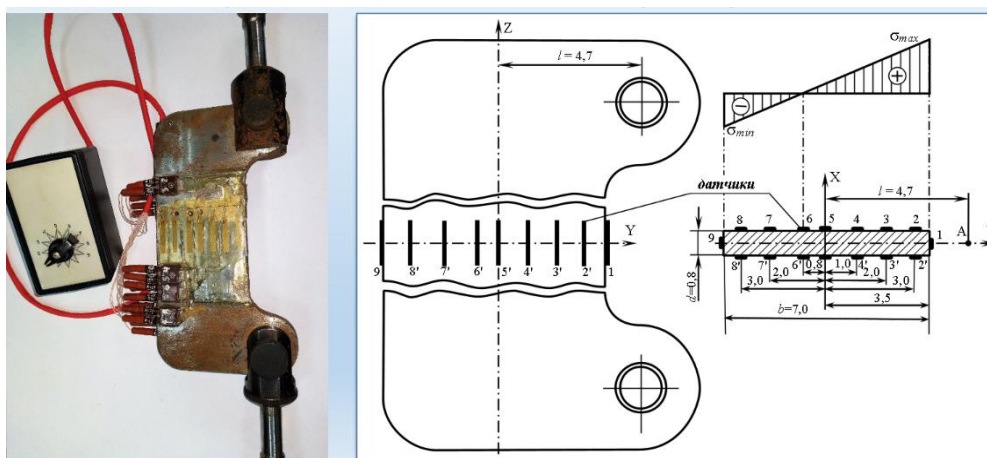 Z
l = 4,7
σmax
σmin
датчики
X
l = 4,7
8 7 6 5 4 3 2
1
A
9
Y
9 8' 7' 6' 5' 4' 3' 2' 1
8' 7' 6' 4' 3' 2'
0,8 1,0
2,0 2,0
3,0 3,0
3,5
d=0,8
b=7,0